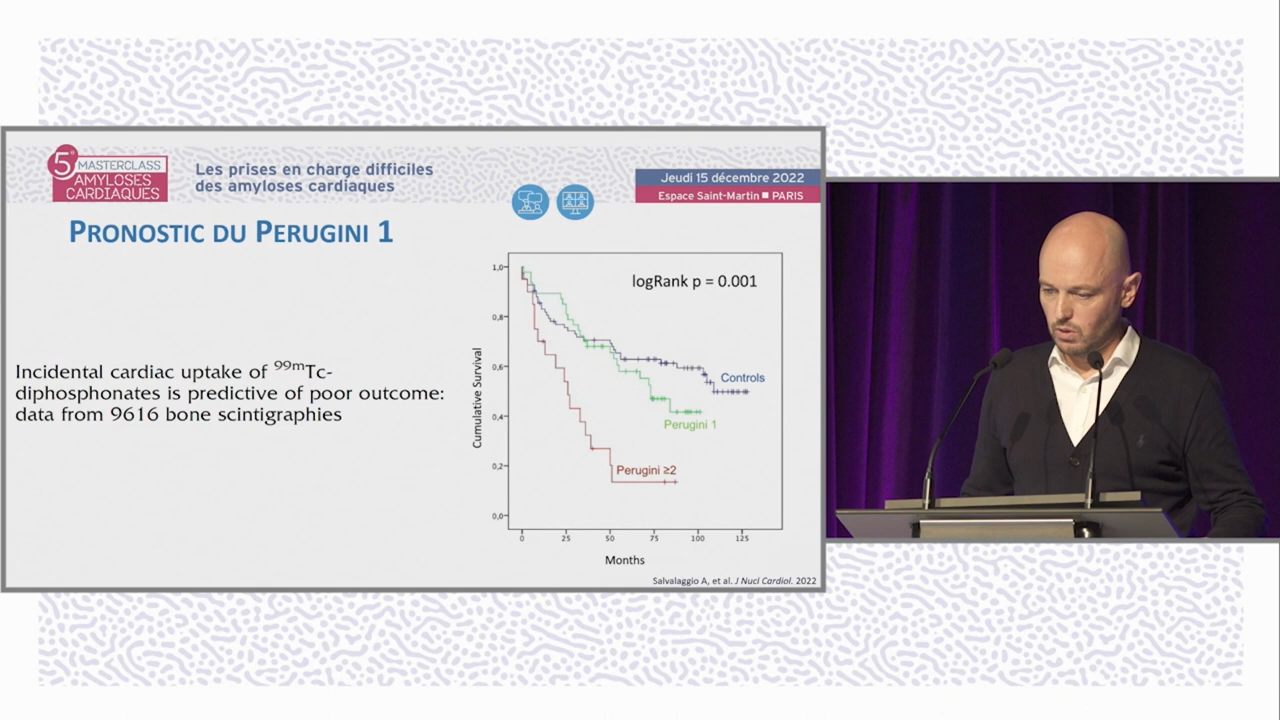 5e MASTERCLASS
AMYLOSES
CARDIAQUES
Les prises en charge difficiles
des amyloses cardiaques
Jeudi 15 décembre 2022
Espace Saint-Martin ■ PARIS
PRONOSTIC DU PERUGINI 1
Incidental cardiac uptake of 99mTc-
diphosphonates is predictive of poor outcome:
data from 9616 bone scintigraphies
logRank p = 0.001
Cumulative Survival
1,0
0,8
0,6
0,4
0,2
0,0
Controls
Perugini 1
Perugini ≥2
0 25 50 75 100 125
Months
Salvalaggio A, et al. J Nucl Cardiol. 2022